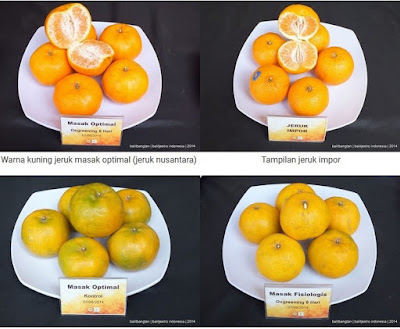 Masak Optimal
Degreening 5 Hari
balitbangtan | balitjestro indonesia | 2014
JERUK
IMPOR
balitbangtan | balitjestro indonesia | 2014
Warna kuning jeruk masak optimal (jeruk nusantara)
Tampilan jeruk impor
Masak Optimal
Kontrol
balitbangtan | balitjestro indonesia | 2014
Masak Fisiologis
Degreening 5 Hari
balitbangtan | balitjestro indonesia | 2014